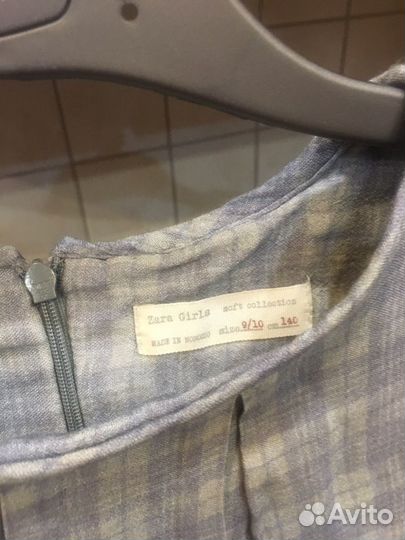 Zara Girls soft collection
MADE IN MOROCCO size 9/10 cm 140
Avito